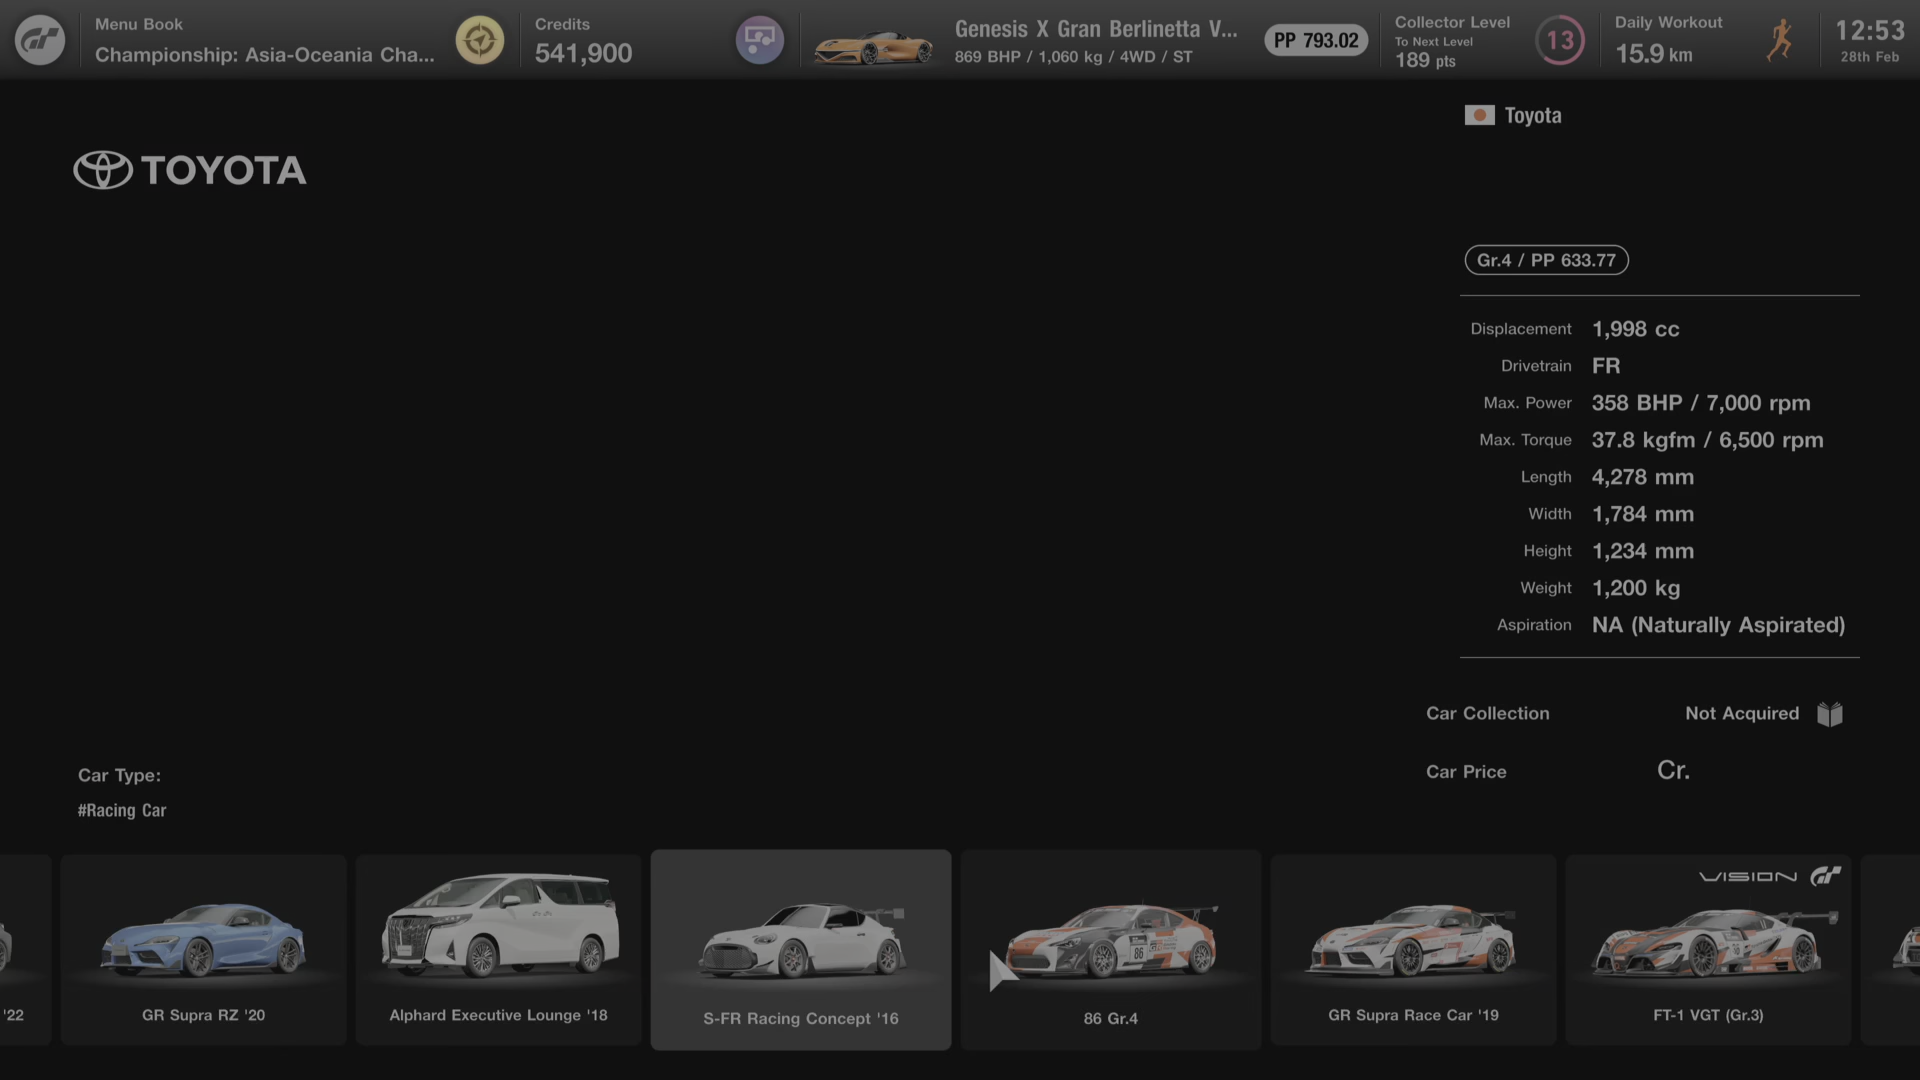 Menu Book
Championship: Asia-Oceania Cha...
Credits
541,900
Genesis X Gran Berlinetta V...
869 BHP / 1,060 kg / 4WD / ST
PP 793.02
Collector Level
To Next Level
189 pts
13
Daily Workout
15.9 km
12:53
28th Feb
Toyota
TOYOTA
Gr.4 / PP 633.77
Displacement 1,998 cc
Drivetrain FR
Max. Power 358 BHP / 7,000 rpm
Max. Torque 37.8 kgfm / 6,500 rpm
Length 4,278 mm
Width 1,784 mm
Height 1,234 mm
Weight 1,200 kg
Aspiration NA (Naturally Aspirated)
Car Collection Not Acquired
Car Price Cr.
Car Type:
#Racing Car
'22
GR Supra RZ '20
Alphard Executive Lounge '18
S-FR Racing Concept '16
86
86 Gr.4
GR Supra Race Car '19
VISION GT
FT-1 VGT (Gr.3)